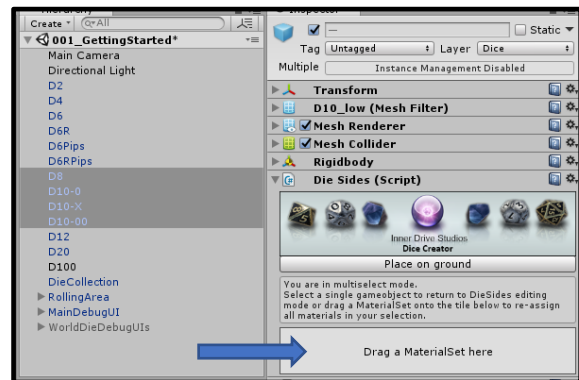 Hierarchy
Inspector
Create
All
001_GettingStarted*
Main Camera
Directional Light
D2
D4
D6
D6R
D6Pips
D6RPips
D8
D10-0
D10-X
D10-00
D12
D20
D100
DieCollection
RollingArea
MainDebugUI
WorldDieDebugUIs
—
Static
Tag Untagged Layer Dice
Multiple Instance Management Disabled
Transform
D10_low (Mesh Filter)
Mesh Renderer
Mesh Collider
Rigidbody
Die Sides (Script)
Inner Drive Studios
Dice Creator
Place on ground
You are in multiselect mode.
Select a single gameobject to return to DieSides editing
mode or drag a MaterialSet onto the tile below to re-assign
all materials in your selection.
Drag a MaterialSet here